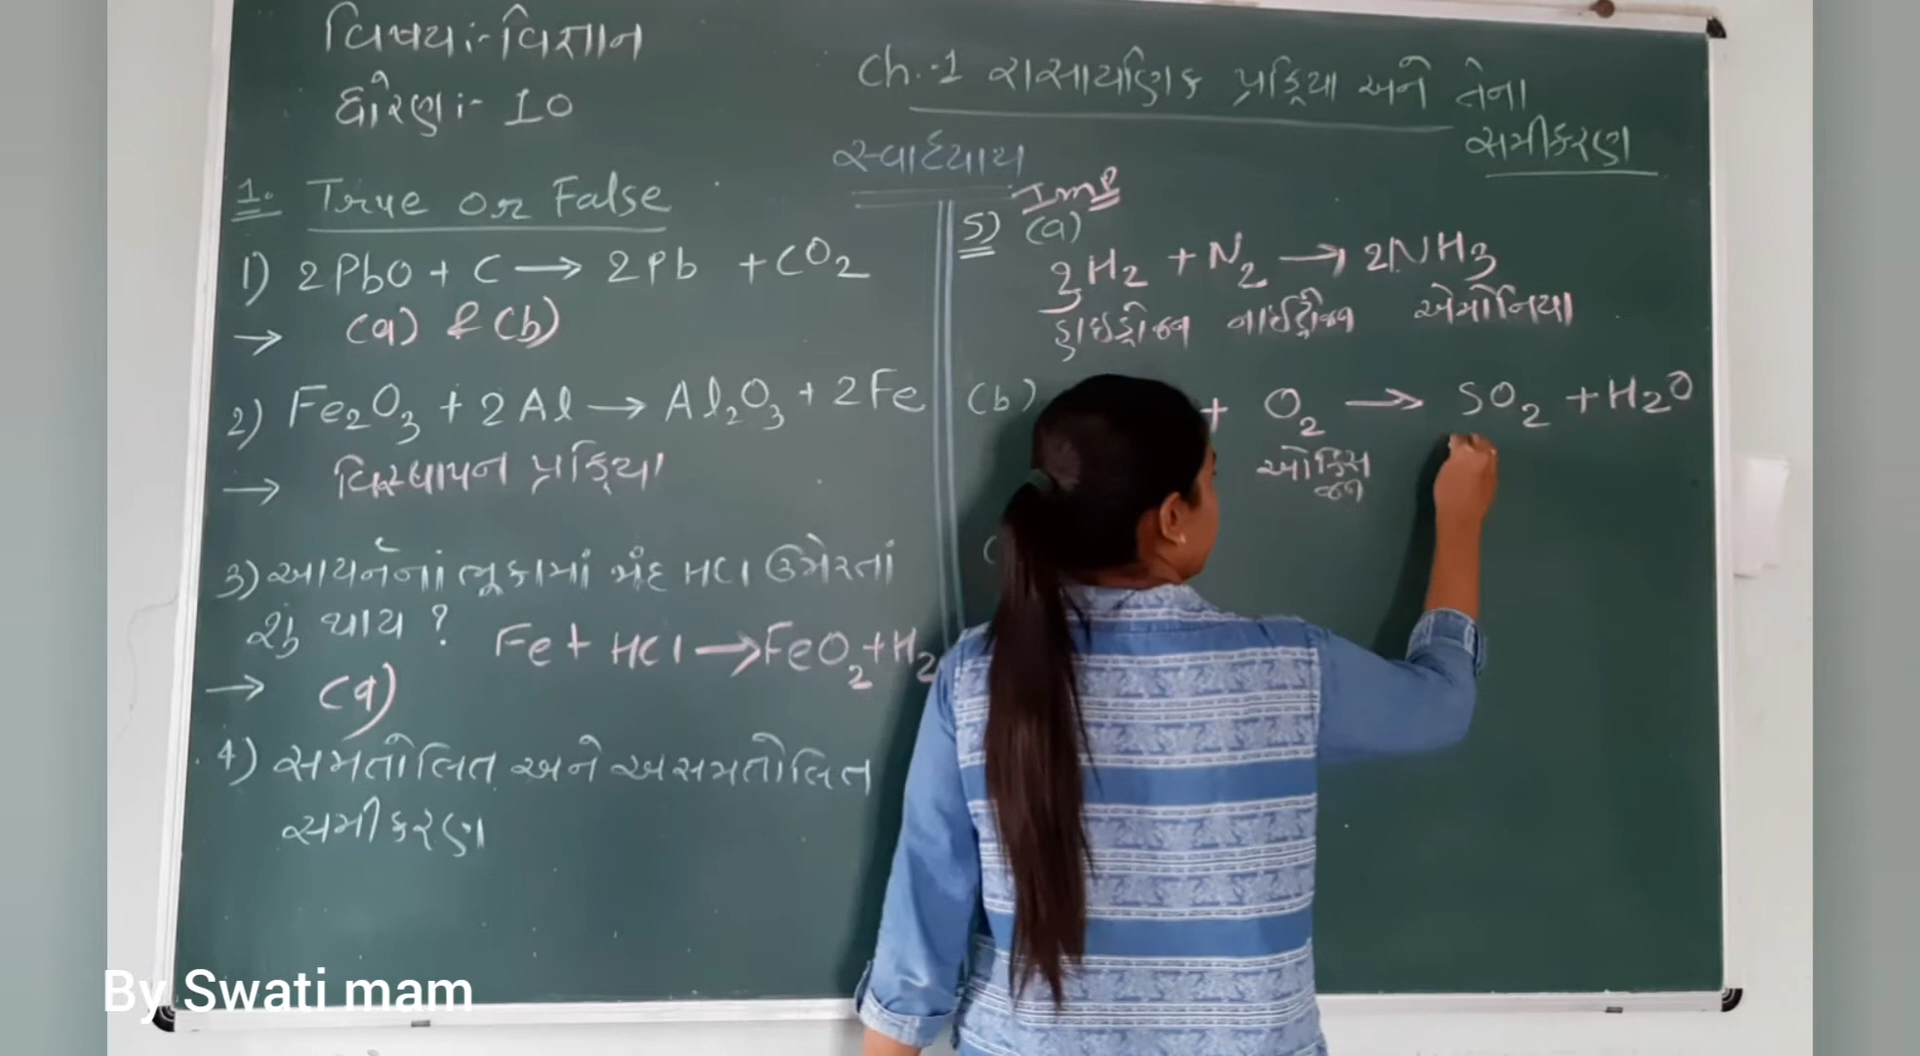 વિષય:- વિજ્ઞાન
ધોરણ:- 10
Ch.-1 રાસાયણિક પ્રક્રિયા અને તેના
સમીકરણ
સ્વાધ્યાય
1. True or False
1) 2PbO + C → 2Pb + CO2
→ (a) & (b)
2) Fe2O3 + 2Al → Al2O3 + 2Fe
→ વિસ્થાપન પ્રક્રિયા
3) આયર્નનાં ભૂકામાં મંદ HCl ઉમેરતાં
શું થાય ? Fe + HCl → FeO2 + H2
→ (a)
4) સમતોલિત અને અસમતોલિત
સમીકરણ
5) (a) Imp
3H2 + N2 → 2NH3
હાઇડ્રોજન નાઇટ્રોજન એમોનિયા
(b) + O2 → SO2 + H2O
ઓક્સિ
જન
By Swati mam